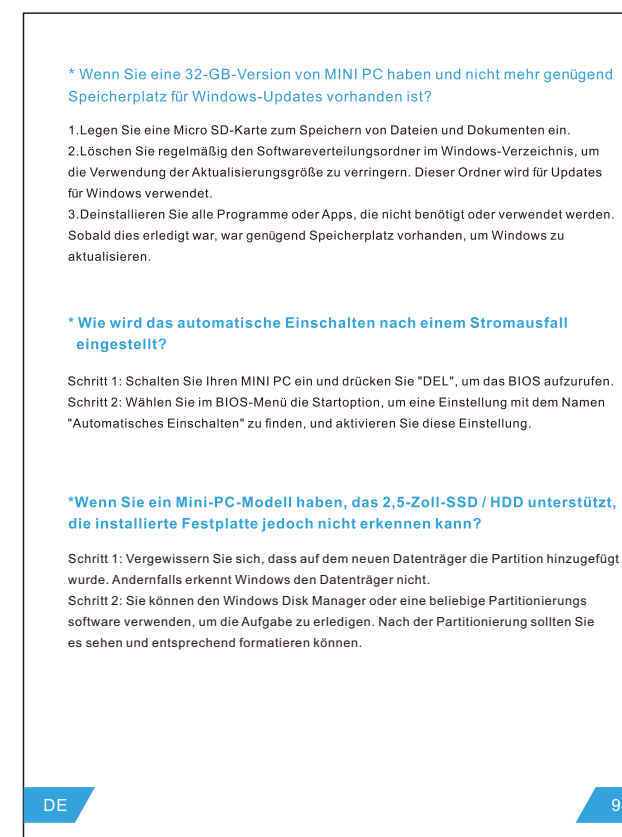 * Wenn Sie eine 32-GB-Version von MINI PC haben und nicht mehr genügend
Speicherplatz für Windows-Updates vorhanden ist?
1.Legen Sie eine Micro SD-Karte zum Speichern von Dateien und Dokumenten ein.
2.Löschen Sie regelmäßig den Softwareverteilungsordner im Windows-Verzeichnis, um
die Verwendung der Aktualisierungsgröße zu verringern. Dieser Ordner wird für Updates
für Windows verwendet.
3.Deinstallieren Sie alle Programme oder Apps, die nicht benötigt oder verwendet werden.
Sobald dies erledigt war, war genügend Speicherplatz vorhanden, um Windows zu
aktualisieren.
* Wie wird das automatische Einschalten nach einem Stromausfall
eingestellt?
Schritt 1: Schalten Sie Ihren MINI PC ein und drücken Sie "DEL", um das BIOS aufzurufen.
Schritt 2: Wählen Sie im BIOS-Menü die Startoption, um eine Einstellung mit dem Namen
"Automatisches Einschalten" zu finden, und aktivieren Sie diese Einstellung.
*Wenn Sie ein Mini-PC-Modell haben, das 2,5-Zoll-SSD / HDD unterstützt,
die installierte Festplatte jedoch nicht erkennen kann?
Schritt 1: Vergewissern Sie sich, dass auf dem neuen Datenträger die Partition hinzugefügt
wurde. Andernfalls erkennt Windows den Datenträger nicht.
Schritt 2: Sie können den Windows Disk Manager oder eine beliebige Partitionierungs
software verwenden, um die Aufgabe zu erledigen. Nach der Partitionierung sollten Sie
es sehen und entsprechend formatieren können.
DE
9